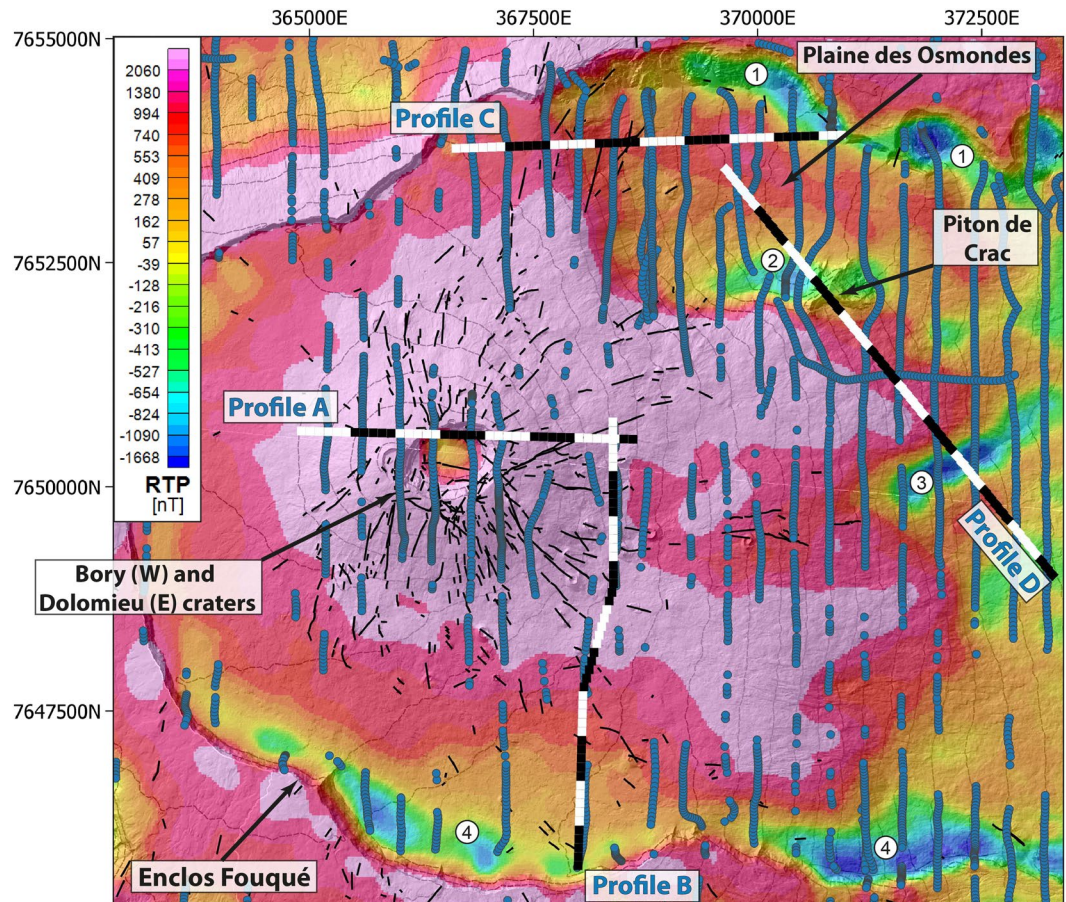 365000E
367500E
370000E
372500E
7655000N
7652500N
7650000N
7647500N
2060
1380
994
740
553
409
278
162
57
-39
-128
-216
-310
-413
-527
-654
-824
-1090
-1668
RTP
[nT]
Plaine des Osmondes
1
Profile C
1
Piton de
Crac
2
Profile A
3
Profile D
Bory (W) and
Dolomieu (E) craters
4
4
Enclos Fouqué
Profile B